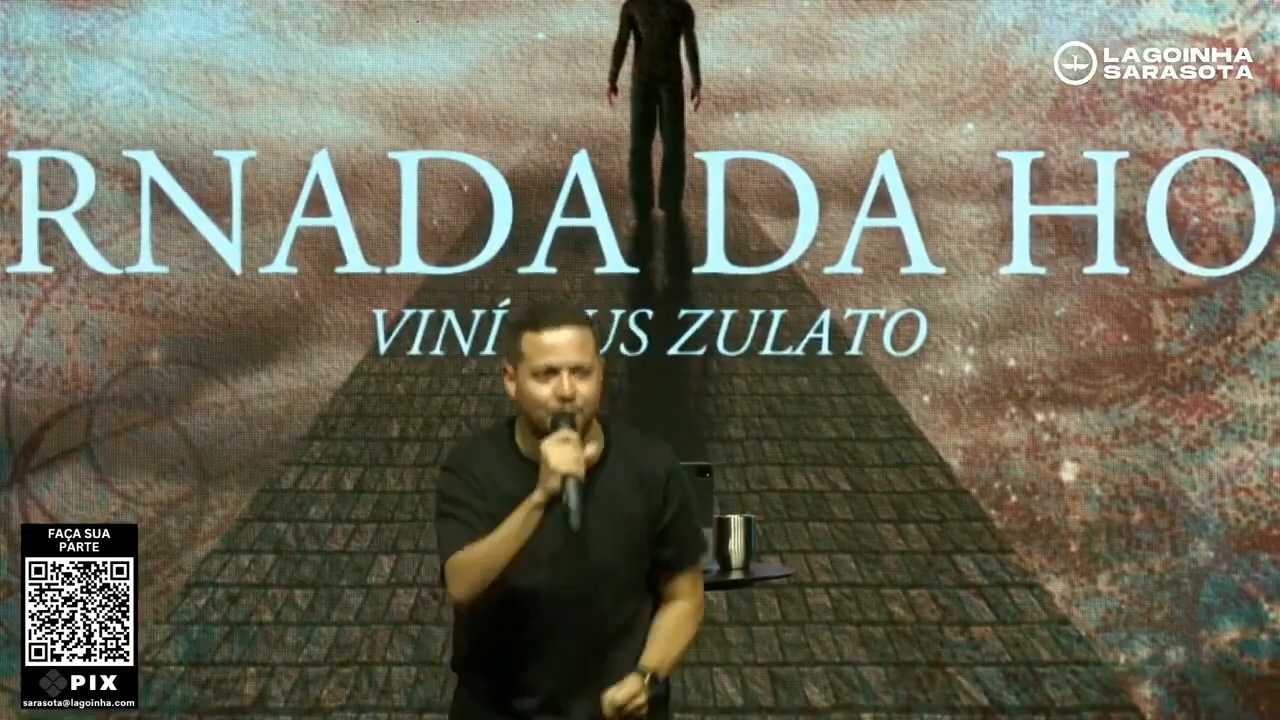 LAGOINHA
SARASOTA
RNADA DA HO
VINÍ US ZULATO
FAÇA SUA
PARTE
PIX
sarasota@lagoinha.com